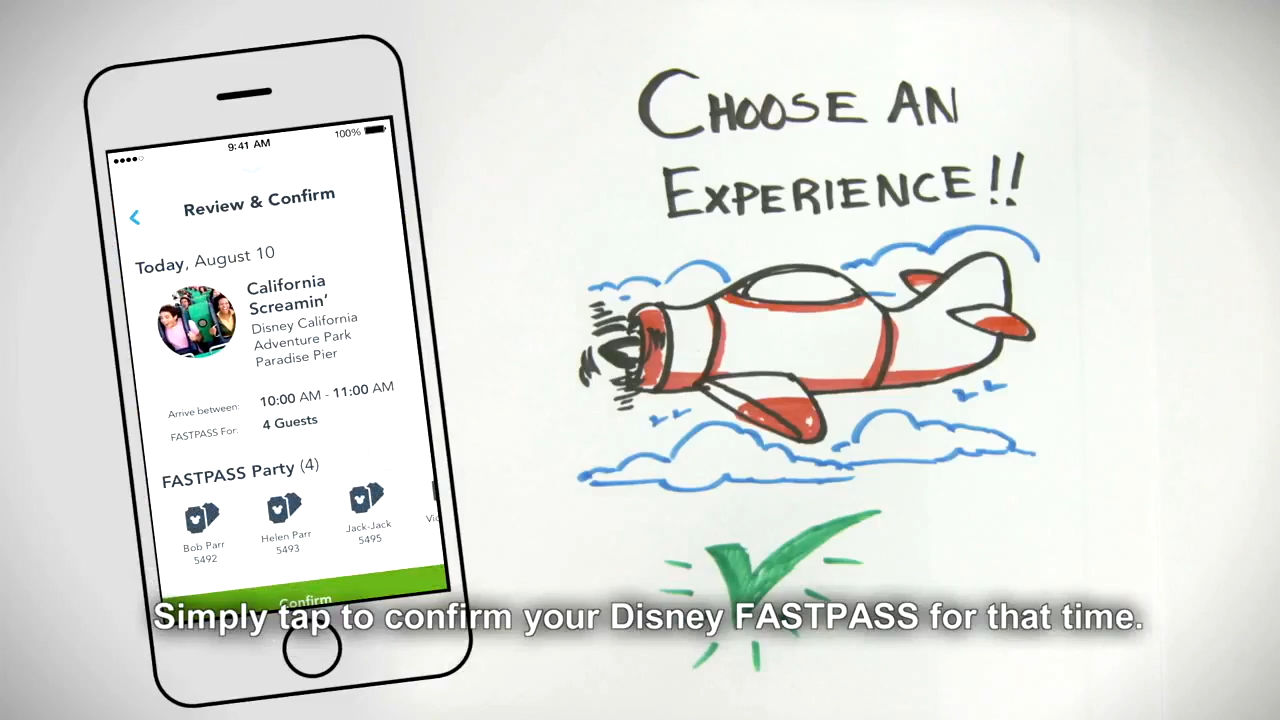 9:41 AM
100%
Review & Confirm
Today, August 10
California
Screamin'
Disney California
Adventure Park
Paradise Pier
Arrive between: 10:00 AM - 11:00 AM
FASTPASS For: 4 Guests
FASTPASS Party (4)
Bob Parr
5492
Helen Parr
5493
Jack-Jack
5495
Confirm
CHOOSE AN
EXPERIENCE!!
Simply tap to confirm your Disney FASTPASS for that time.